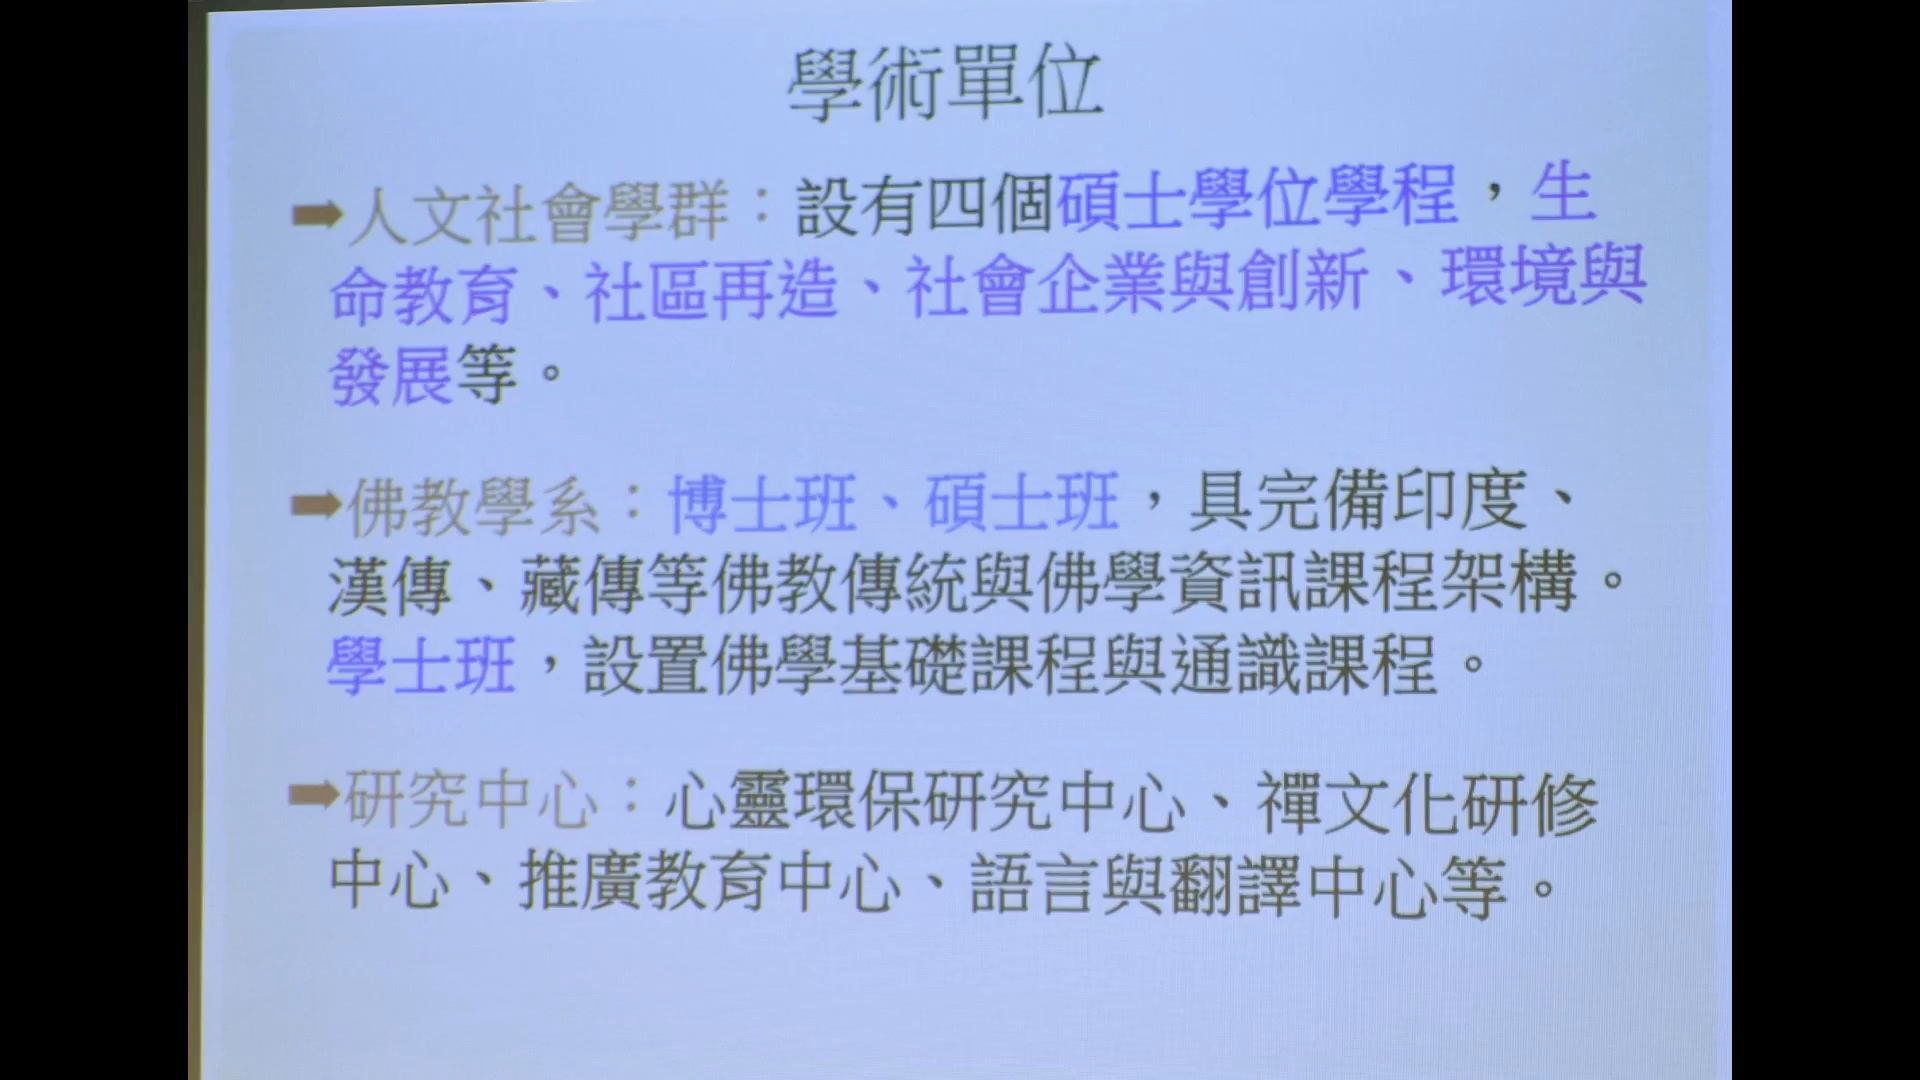 學術單位
➡人文社會學群：設有四個碩士學位學程，生
命教育、社區再造、社會企業與創新、環境與
發展等。
➡佛教學系：博士班、碩士班，具完備印度、
漢傳、藏傳等佛教傳統與佛學資訊課程架構。
學士班，設置佛學基礎課程與通識課程。
➡研究中心：心靈環保研究中心、禪文化研修
中心、推廣教育中心、語言與翻譯中心等。